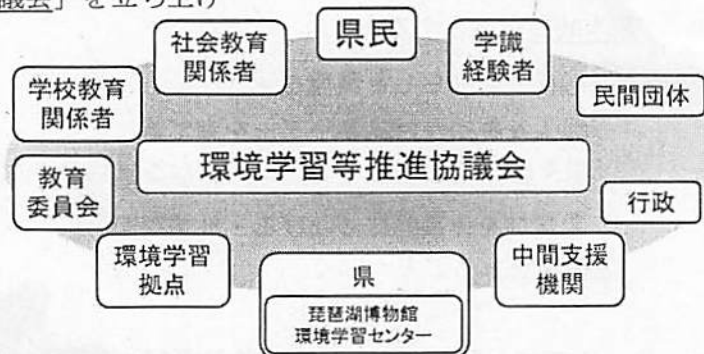 議会」を立ち上げ
県民
社会教育
関係者
学識
経験者
学校教育
関係者
民間団体
環境学習等推進協議会
教育
委員会
行政
環境学習
拠点
県
琵琶湖博物館
環境学習センター
中間支援
機関